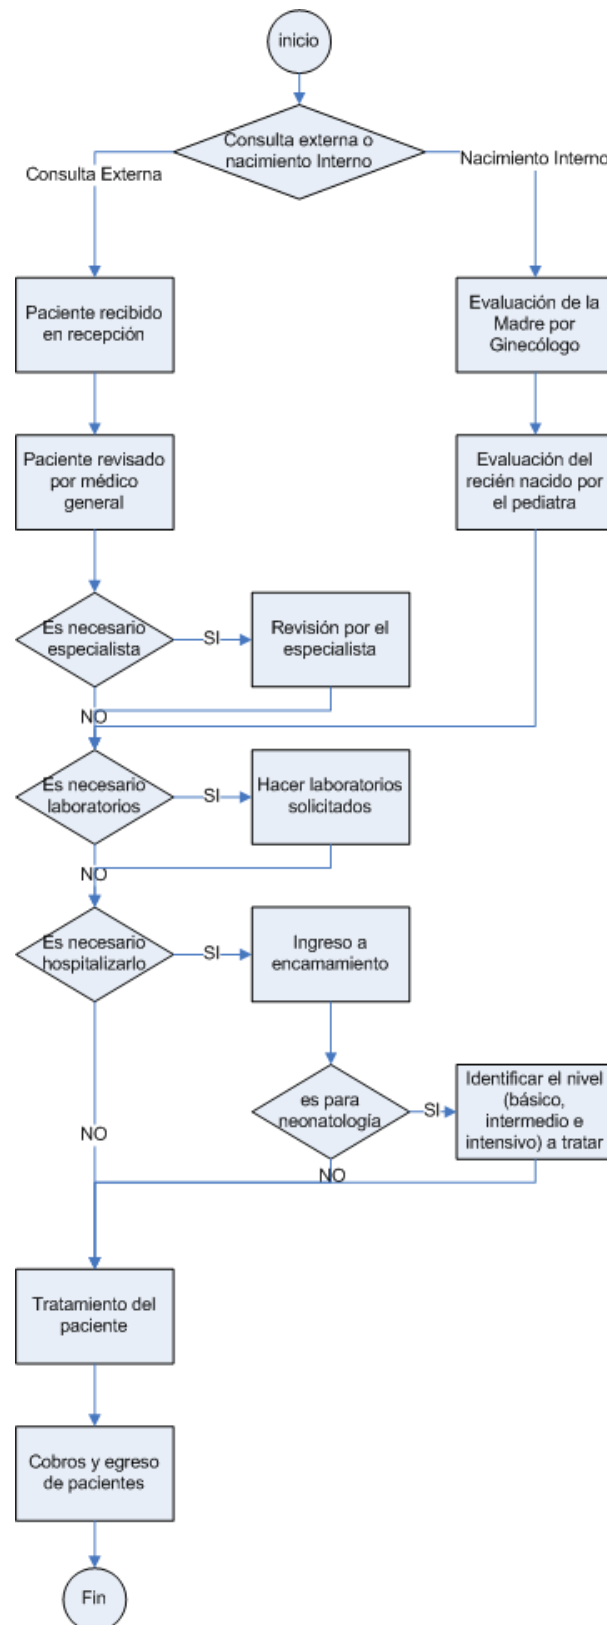 inicio
Consulta externa o
nacimiento Interno
Consulta Externa
Nacimiento Interno
Paciente recibido
en recepción
Evaluación de la
Madre por
Ginecólogo
Paciente revisado
por médico
general
Evaluación del
recién nacido por
el pediatra
Es necesario
especialista
SI
Revisión por el
especialista
NO
Es necesario
laboratorios
SI
Hacer laboratorios
solicitados
NO
Es necesario
hospitalizarlo
SI
Ingreso a
encamamiento
es para
neonatología
SI
Identificar el nivel
(básico,
intermedio e
intensivo) a tratar
NO
NO
Tratamiento del
paciente
Cobros y egreso
de pacientes
Fin